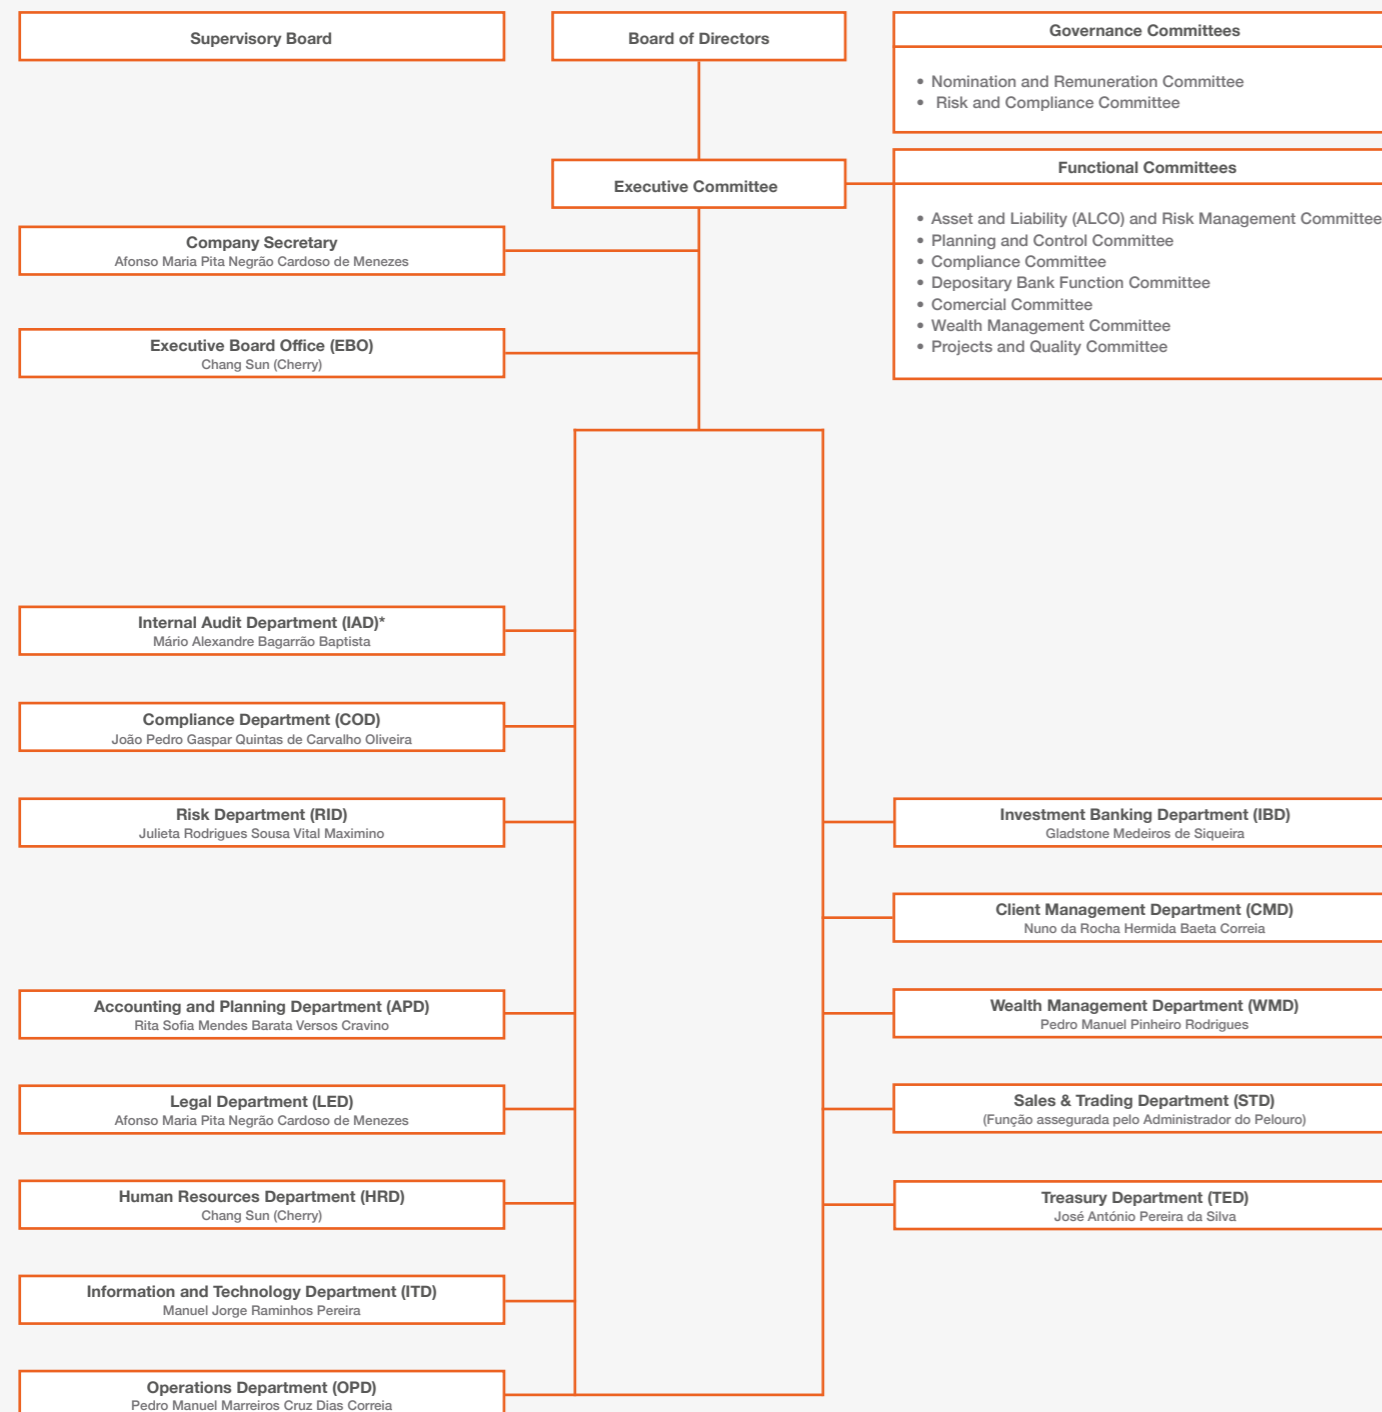 Supervisory Board
Board of Directors
Governance Committees
• Nomination and Remuneration Committee
• Risk and Compliance Committee
Executive Committee
Functional Committees
• Asset and Liability (ALCO) and Risk Management Committee
• Planning and Control Committee
• Compliance Committee
• Depositary Bank Function Committee
• Comercial Committee
• Wealth Management Committee
• Projects and Quality Committee
Company Secretary
Afonso Maria Pita Negrão Cardoso de Menezes
Executive Board Office (EBO)
Chang Sun (Cherry)
Internal Audit Department (IAD)*
Mário Alexandre Bagarrão Baptista
Compliance Department (COD)
João Pedro Gaspar Quintas de Carvalho Oliveira
Risk Department (RID)
Julieta Rodrigues Sousa Vital Maximino
Accounting and Planning Department (APD)
Rita Sofia Mendes Barata Versos Cravino
Legal Department (LED)
Afonso Maria Pita Negrão Cardoso de Menezes
Human Resources Department (HRD)
Chang Sun (Cherry)
Information and Technology Department (ITD)
Manuel Jorge Raminhos Pereira
Operations Department (OPD)
Pedro Manuel Marreiros Cruz Dias Correia
Investment Banking Department (IBD)
Gladstone Medeiros de Siqueira
Client Management Department (CMD)
Nuno da Rocha Hermida Baeta Correia
Wealth Management Department (WMD)
Pedro Manuel Pinheiro Rodrigues
Sales & Trading Department (STD)
(Função assegurada pelo Administrador do Pelouro)
Treasury Department (TED)
José António Pereira da Silva